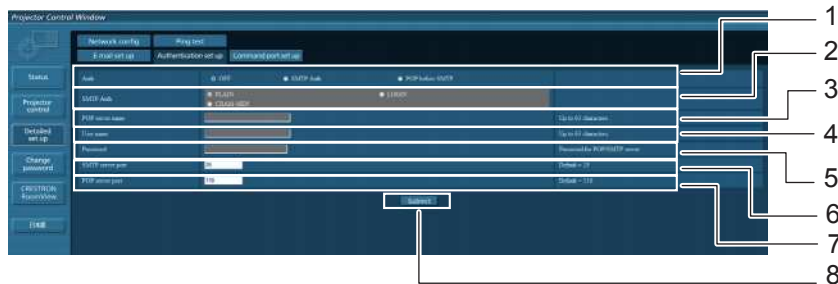 Projector Control Window
1
Network config Ping test
E-mail set up Authentication set up Command port set up
2
Status
Auth OFF SMTP Auth POP before SMTP
3
Projector control
SMTP Auth PLAIN LOGIN
CRAM-MD5
POP server name Up to 63 characters
4
Detailed set up
User name Up to 63 characters
Password Password for POP/SMTP server
5
Change password
SMTP server port 25 Default = 25
6
POP server port 110 Default = 110
7
CRESTRON RoomView
Submit
日本語
8